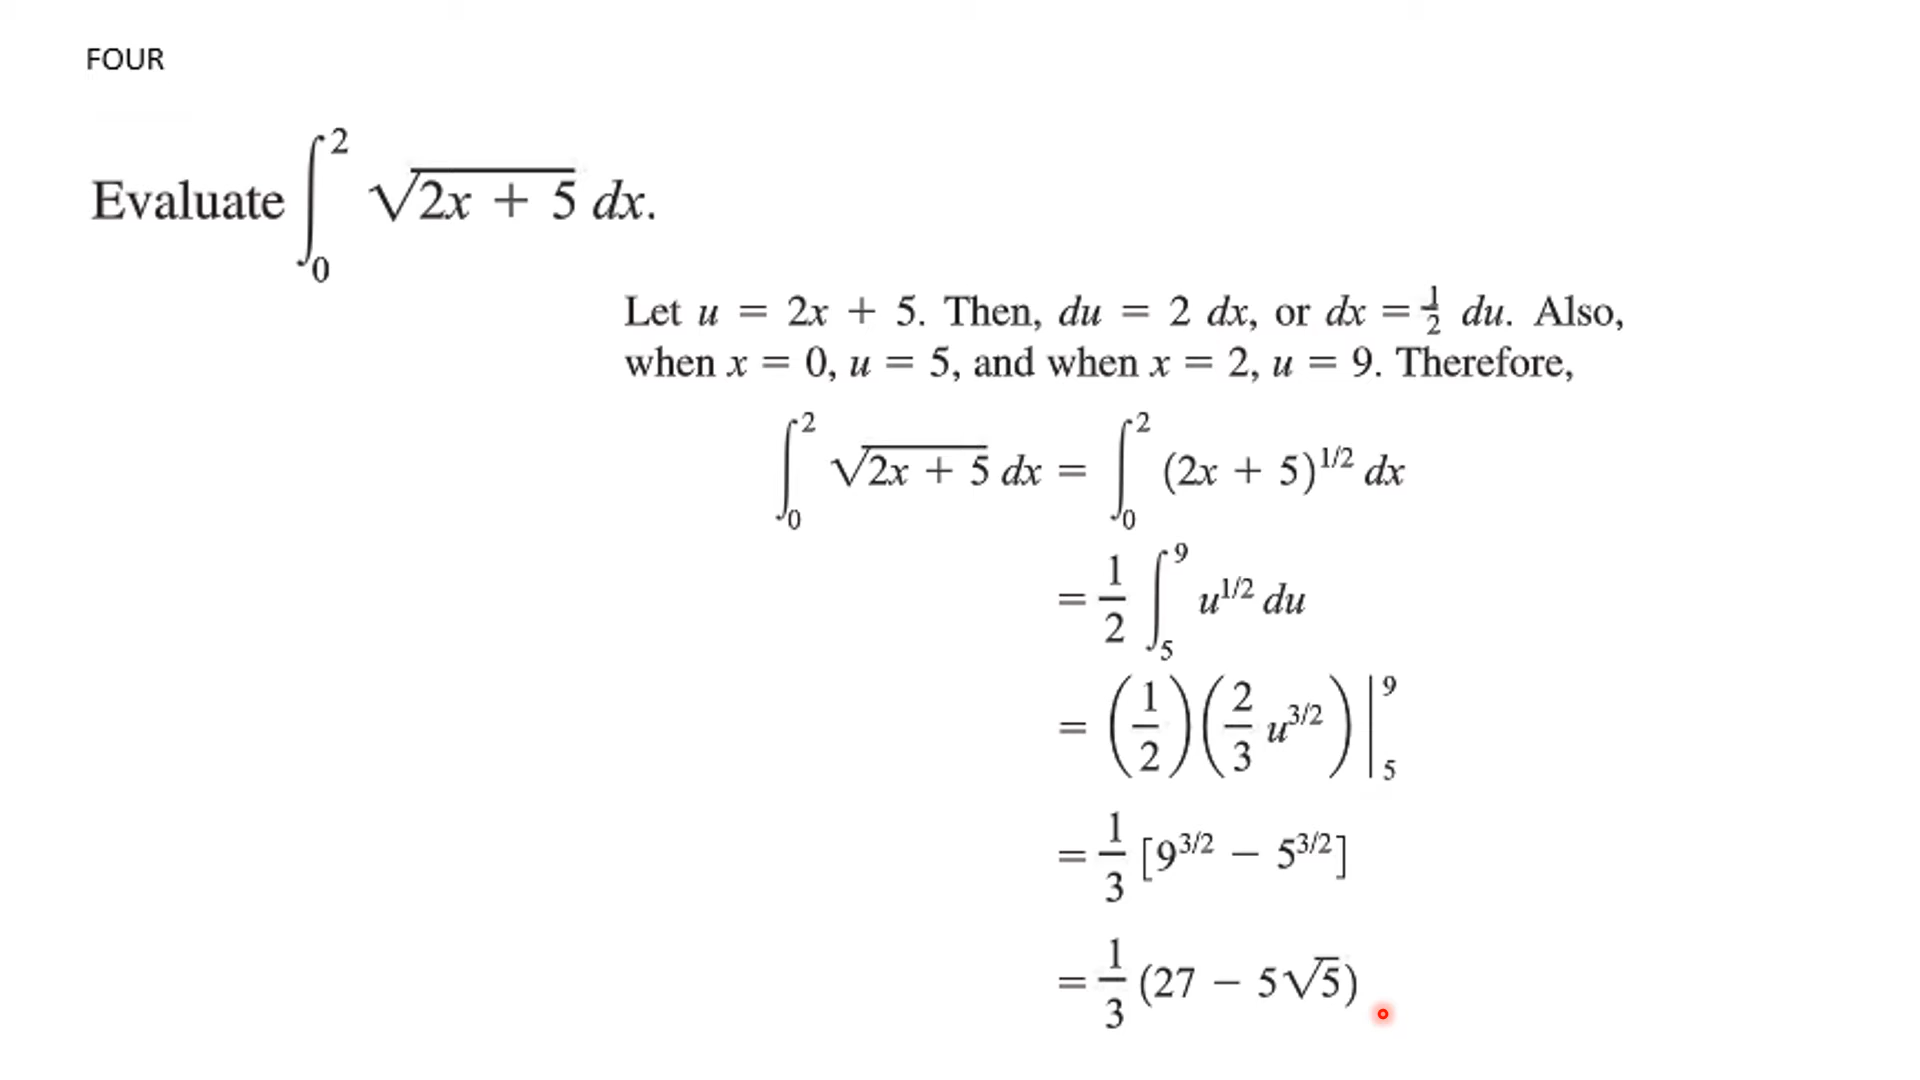 FOUR
Evaluate ∫₀² √(2x + 5) dx.
Let u = 2x + 5. Then, du = 2 dx, or dx = 1/2 du. Also,
when x = 0, u = 5, and when x = 2, u = 9. Therefore,
∫₀² √(2x + 5) dx = ∫₀² (2x + 5)^{1/2} dx
= 1/2 ∫₅⁹ u^{1/2} du
= (1/2)(2/3 u^{3/2}) |₅⁹
= 1/3 [9^{3/2} − 5^{3/2}]
= 1/3 (27 − 5√5)